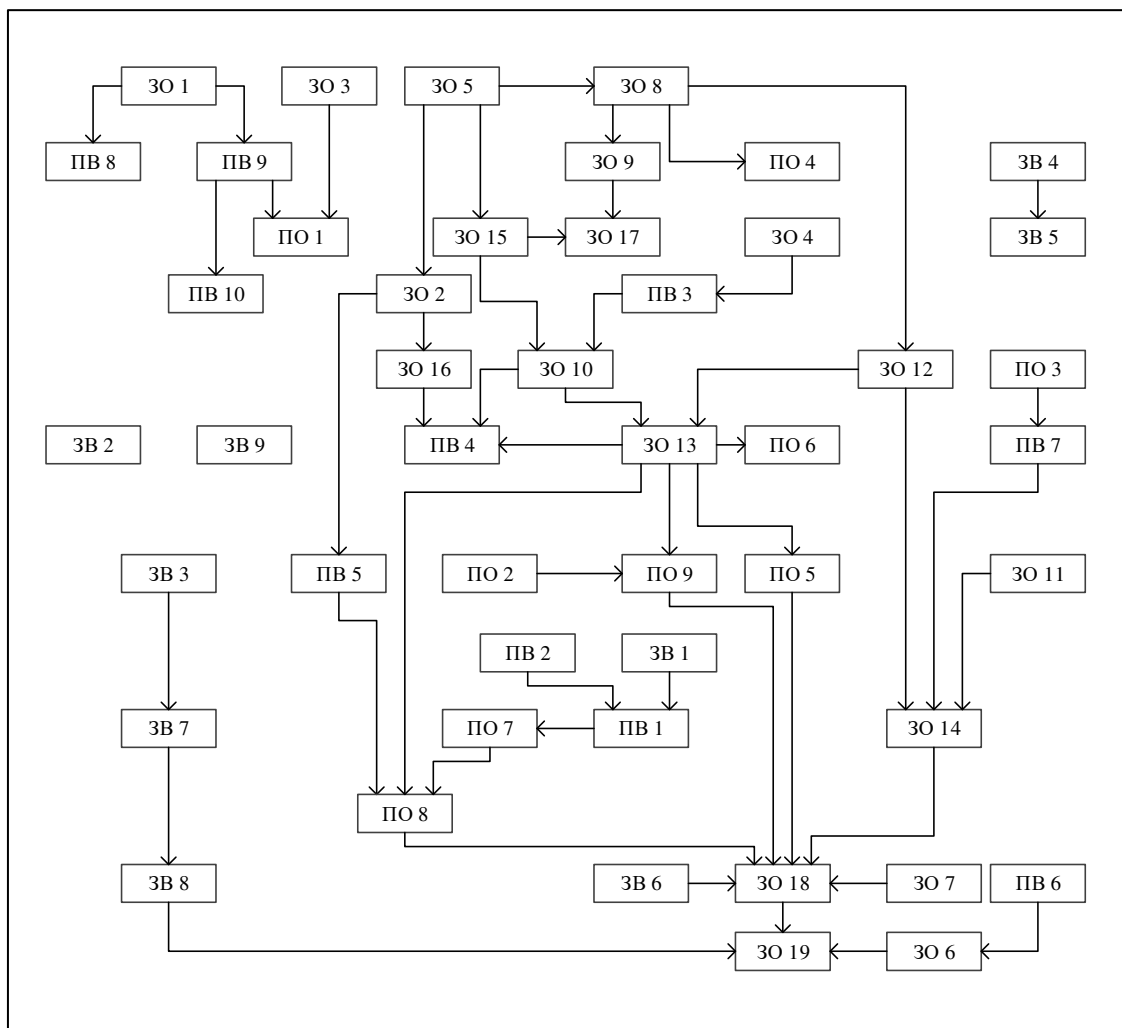 ЗО 1
ЗО 3
ЗО 5
ЗО 8
ПВ 8
ПВ 9
ЗО 9
ПО 4
ЗВ 4
ПО 1
ЗО 15
ЗО 17
ЗО 4
ЗВ 5
ПВ 10
ЗО 2
ПВ 3
ЗО 16
ЗО 10
ЗО 12
ПО 3
ЗВ 2
ЗВ 9
ПВ 4
ЗО 13
ПО 6
ПВ 7
ЗВ 3
ПВ 5
ПО 2
ПО 9
ПО 5
ЗО 11
ПВ 2
ЗВ 1
ЗВ 7
ПО 7
ПВ 1
ЗО 14
ПО 8
ЗВ 8
ЗВ 6
ЗО 18
ЗО 7
ПВ 6
ЗО 19
ЗО 6